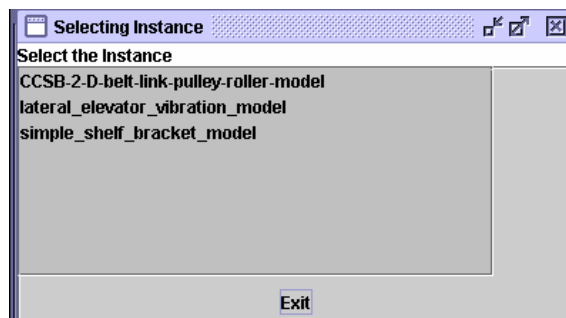 Selecting Instance
Select the Instance
CCSB-2-D-belt-link-pulley-roller-model
lateral_elevator_vibration_model
simple_shelf_bracket_model
Exit